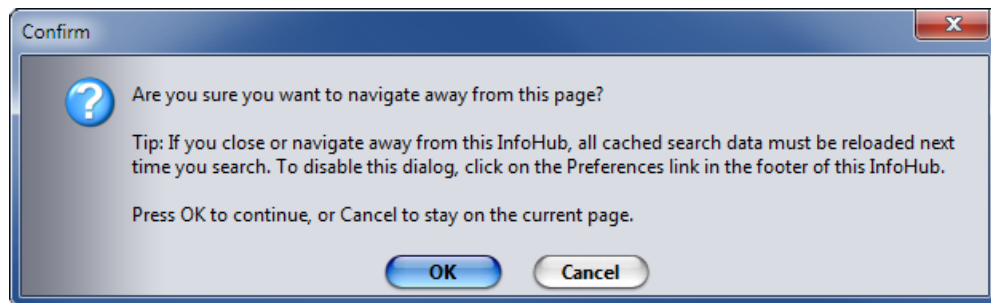 Confirm
Are you sure you want to navigate away from this page?
Tip: If you close or navigate away from this InfoHub, all cached search data must be reloaded next
time you search. To disable this dialog, click on the Preferences link in the footer of this InfoHub.
Press OK to continue, or Cancel to stay on the current page.
OK
Cancel